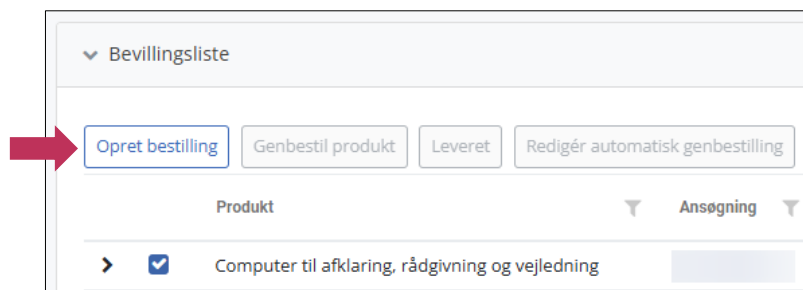 Bevillingsliste
Opret bestilling Genbestil produkt Leveret Redigér automatisk genbestilling
Produkt Ansøgning
Computer til afklaring, rådgivning og vejledning